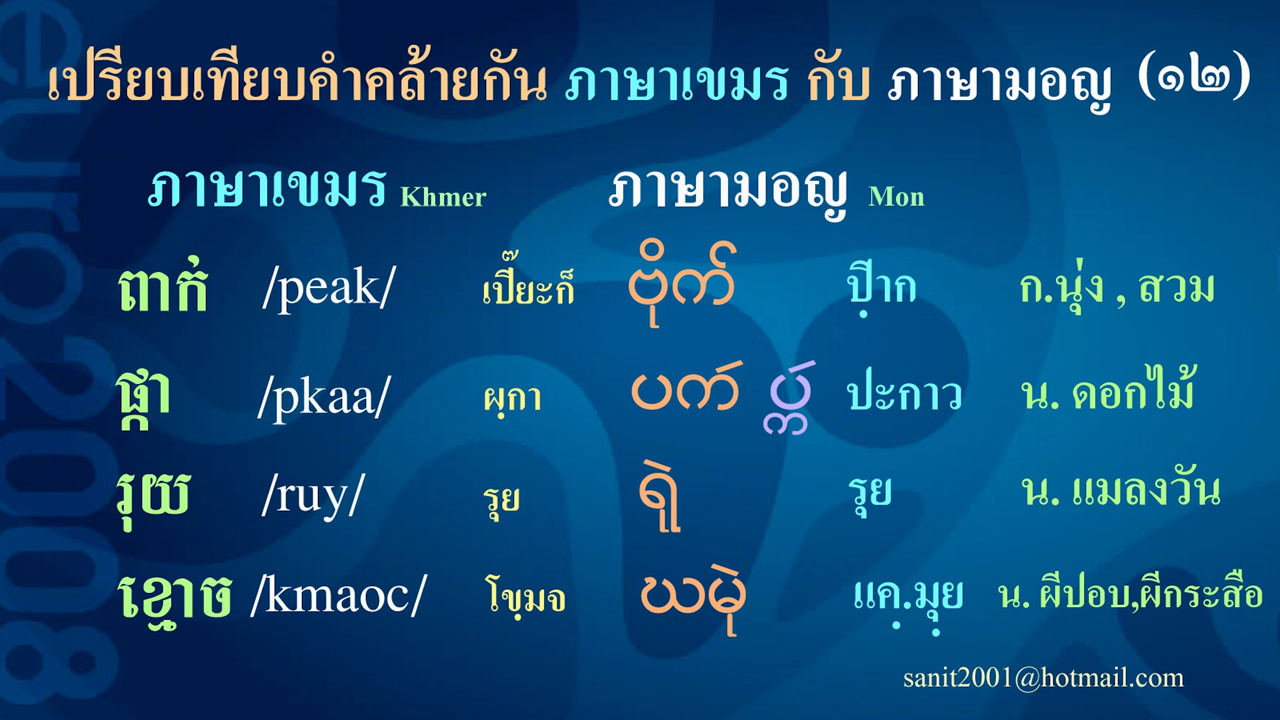 เปรียบเทียบคำคล้ายกัน ภาษาเขมร กับ ภาษามอญ (๑๒)
ภาษาเขมร Khmer ภาษามอญ Mon
ពាក់ /peak/ เปี๊ยะก็ ဗိုက် ปิ̣าก ก.นุ่ง , สวม
ផ្កា /pkaa/ ผฺกา ပကာ် ပ္ကာ် ปะกาว น. ดอกไม้
រុយ /ruy/ รุย ရုဲ รุย น. แมลงวัน
ខ្មោច /kmaoc/ โขฺมจ ဃမုဲ แค̣.มุ̣ย น. ผีปอบ,ผีกระสือ
sanit2001@hotmail.com
euro2008